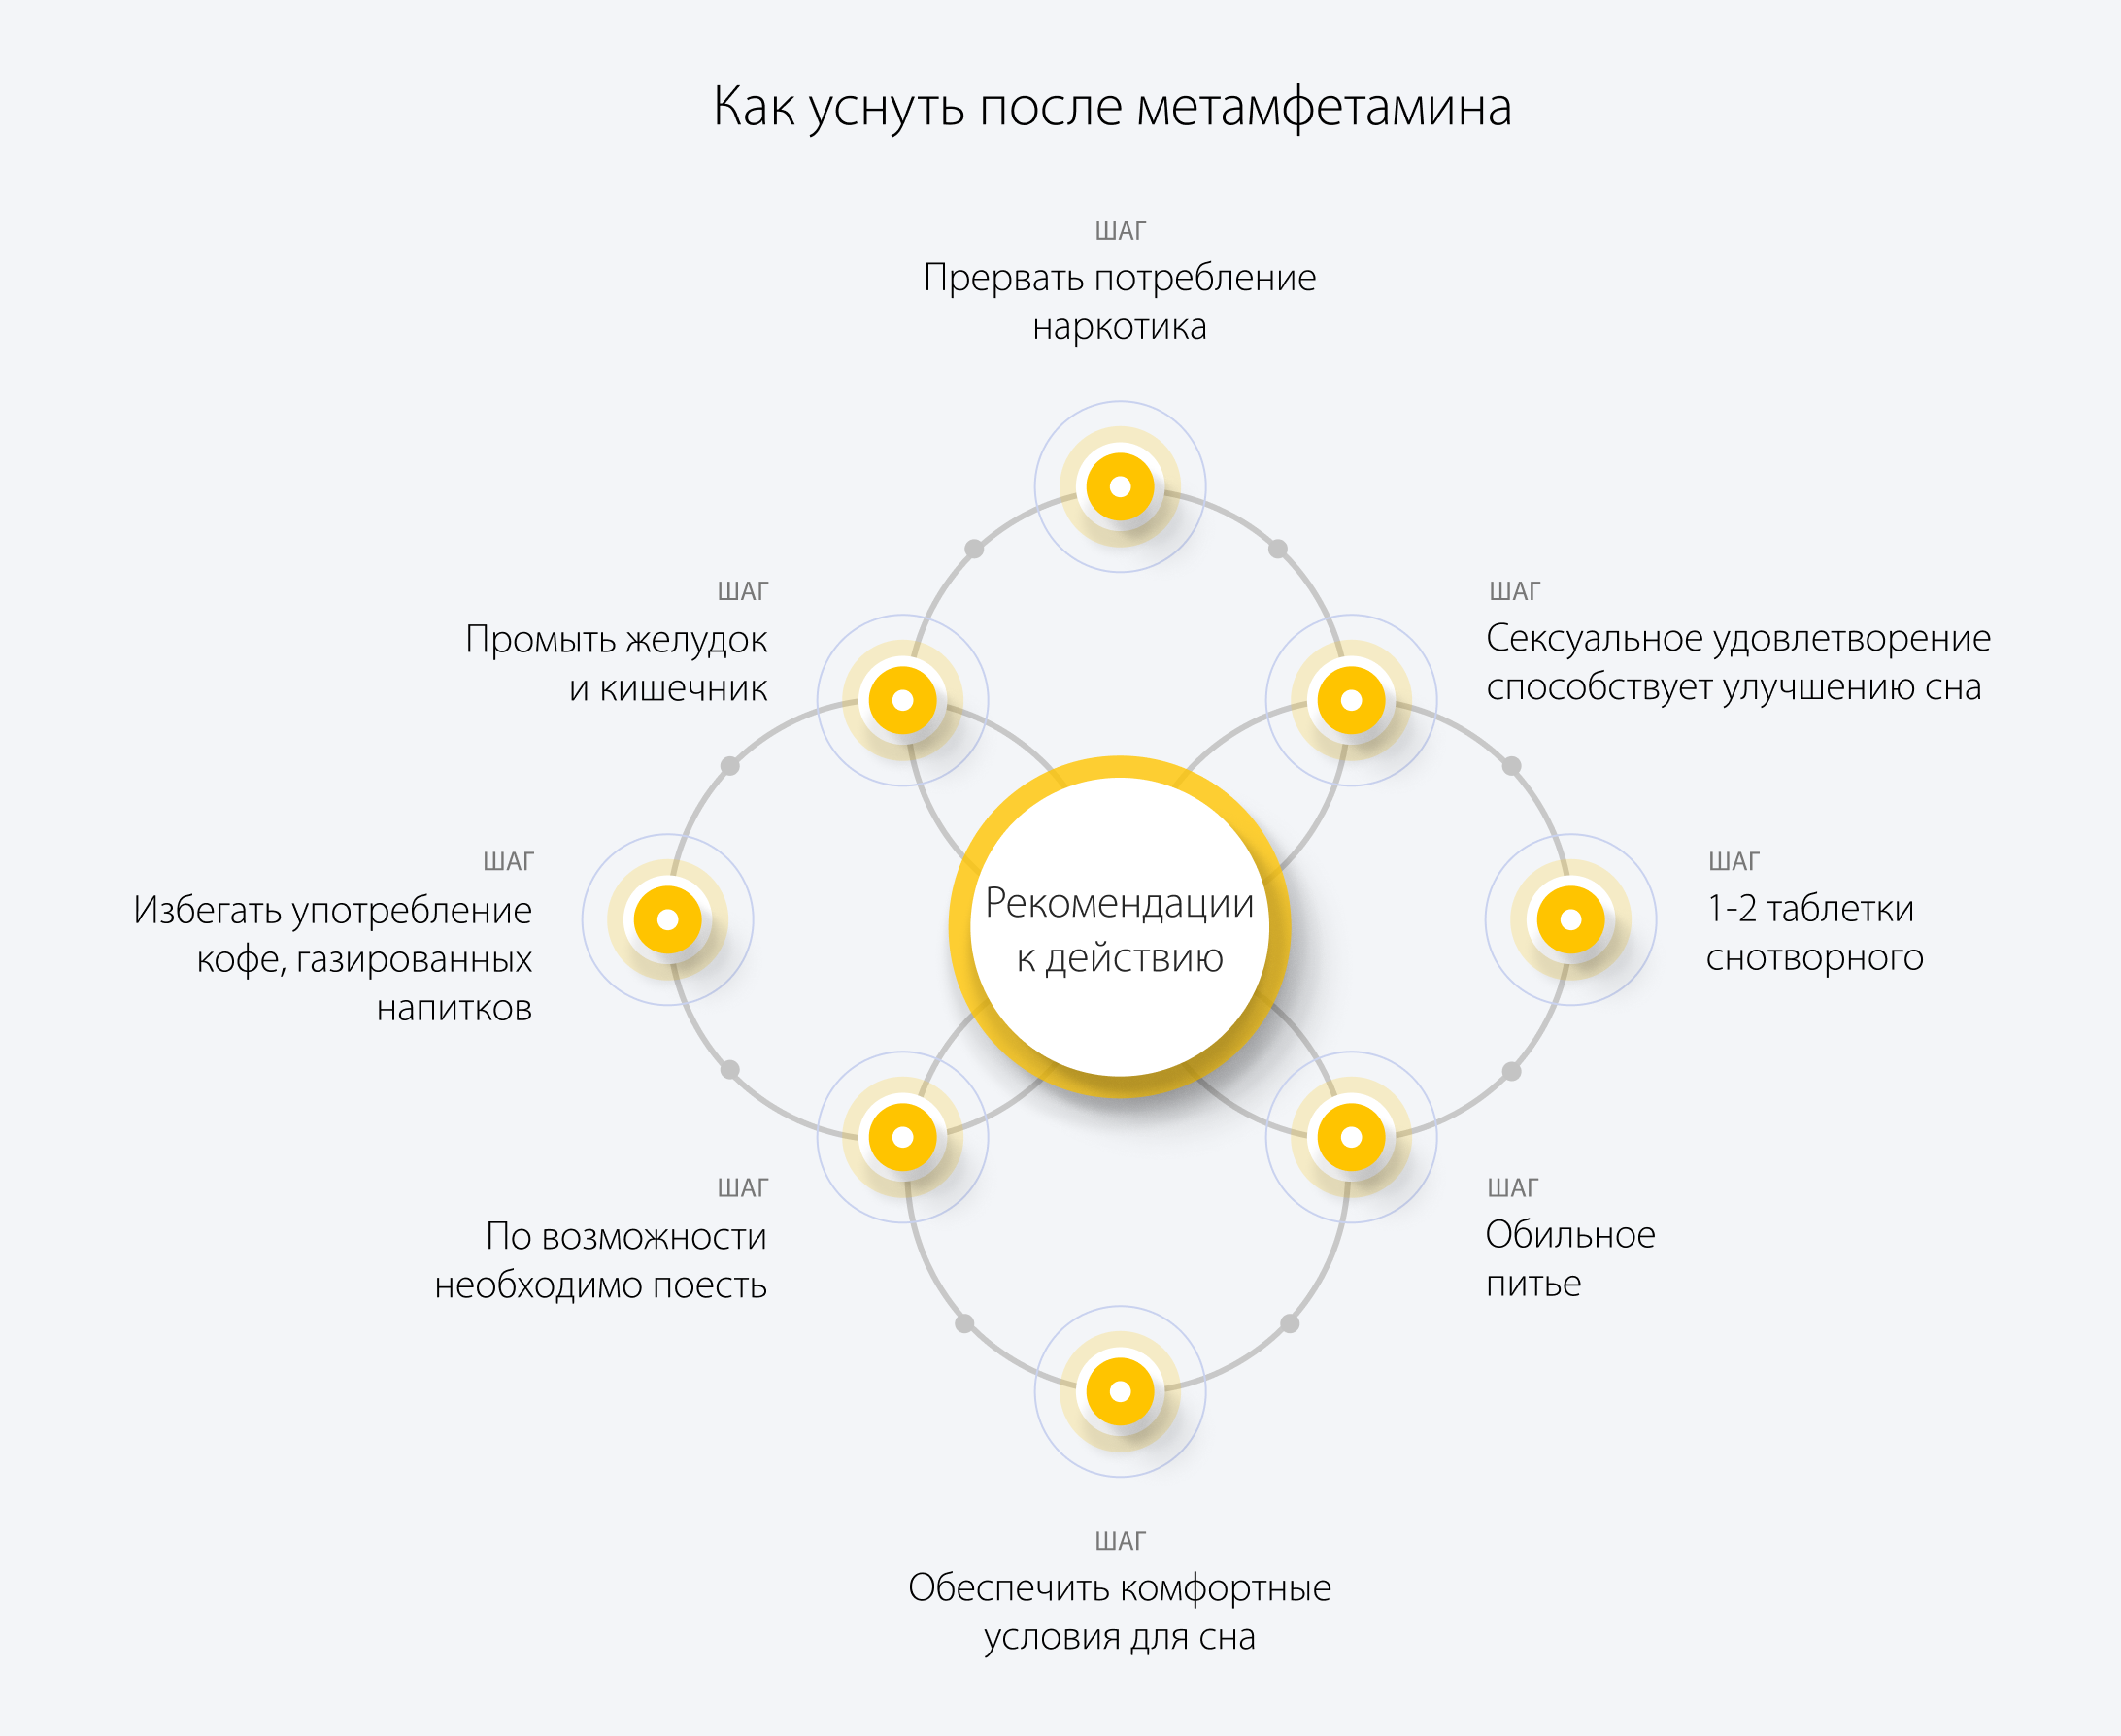 Как уснуть после метамфетамина
ШАГ
Прервать потребление
наркотика
ШАГ
Промыть желудок
и кишечник
ШАГ
Сексуальное удовлетворение
способствует улучшению сна
ШАГ
Избегать употребление
кофе, газированных
напитков
Рекомендации
к действию
ШАГ
1-2 таблетки
снотворного
ШАГ
По возможности
необходимо поесть
ШАГ
Обильное
питье
ШАГ
Обеспечить комфортные
условия для сна